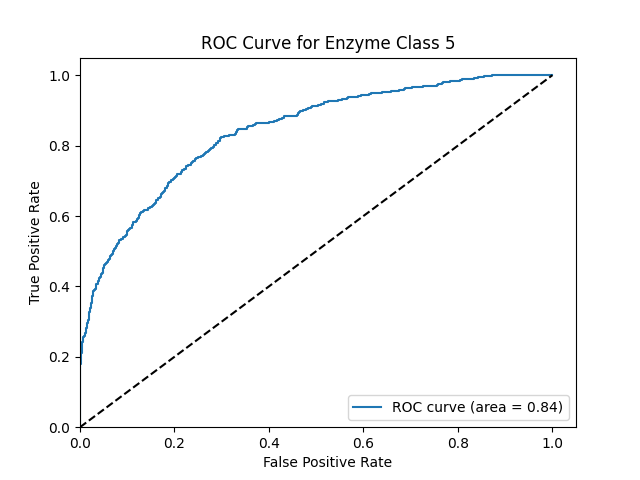 ROC Curve for Enzyme Class 5
True Positive Rate
1.0
0.8
0.6
0.4
0.2
0.0
0.0 0.2 0.4 0.6 0.8 1.0
False Positive Rate
ROC curve (area = 0.84)